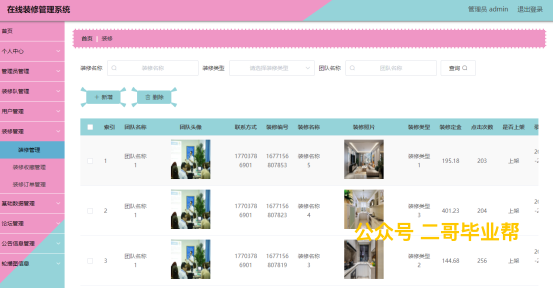 在线装修管理系统
管理员 admin 退出登录
首页
个人中心
管理员管理
装修队管理
用户管理
装修管理
装修管理
装修收藏管理
装修订单管理
基础数据管理
论坛管理
公告信息管理
轮播图信息
首页 装修
装修名称 装修名称 装修类型 请选择装修类型 团队名称 团队名称 查询
+ 新增 删除
索引 团队名称 团队头像 联系方式 装修编号 装修名称 装修照片 装修类型 装修定金 点击次数 是否上架
1 团队名称1 17703786901 1677156807853 装修名称5 装修类型1 195.18 203 上架
2 团队名称1 17703786901 1677156807823 装修名称4 装修类型3 401.23 204 上架
3 团队名称1 17703786901 1677156807819 装修名称3 装修类型2 144.68 256 上架
公众号 二哥毕业帮